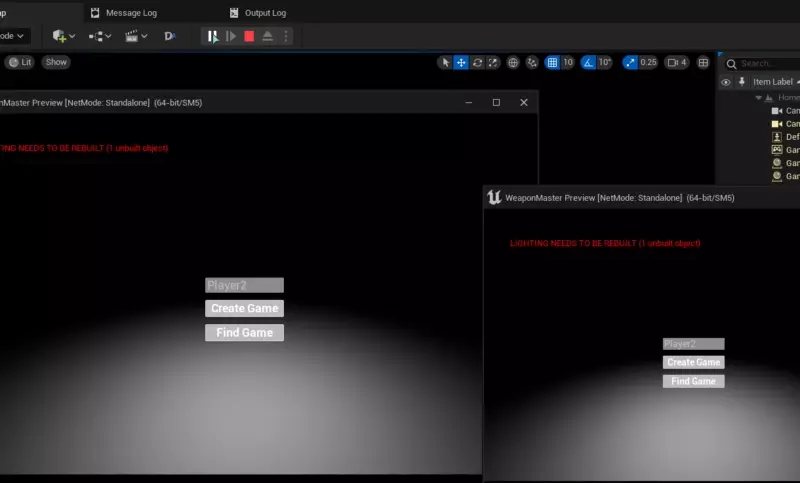 Message Log
Output Log
Lit
Show
10
10°
0.25
4
Search...
Item Label
Preview [NetMode: Standalone] (64-bit/SM5)
NEEDS TO BE REBUILT (1 unbuilt object)
Player2
Create Game
Find Game
WeaponMaster Preview [NetMode: Standalone] (64-bit/SM5)
LIGHTING NEEDS TO BE REBUILT (1 unbuilt object)
Player2
Create Game
Find Game
Home
Cam
Cam
Def
Gam
Gam
Gam